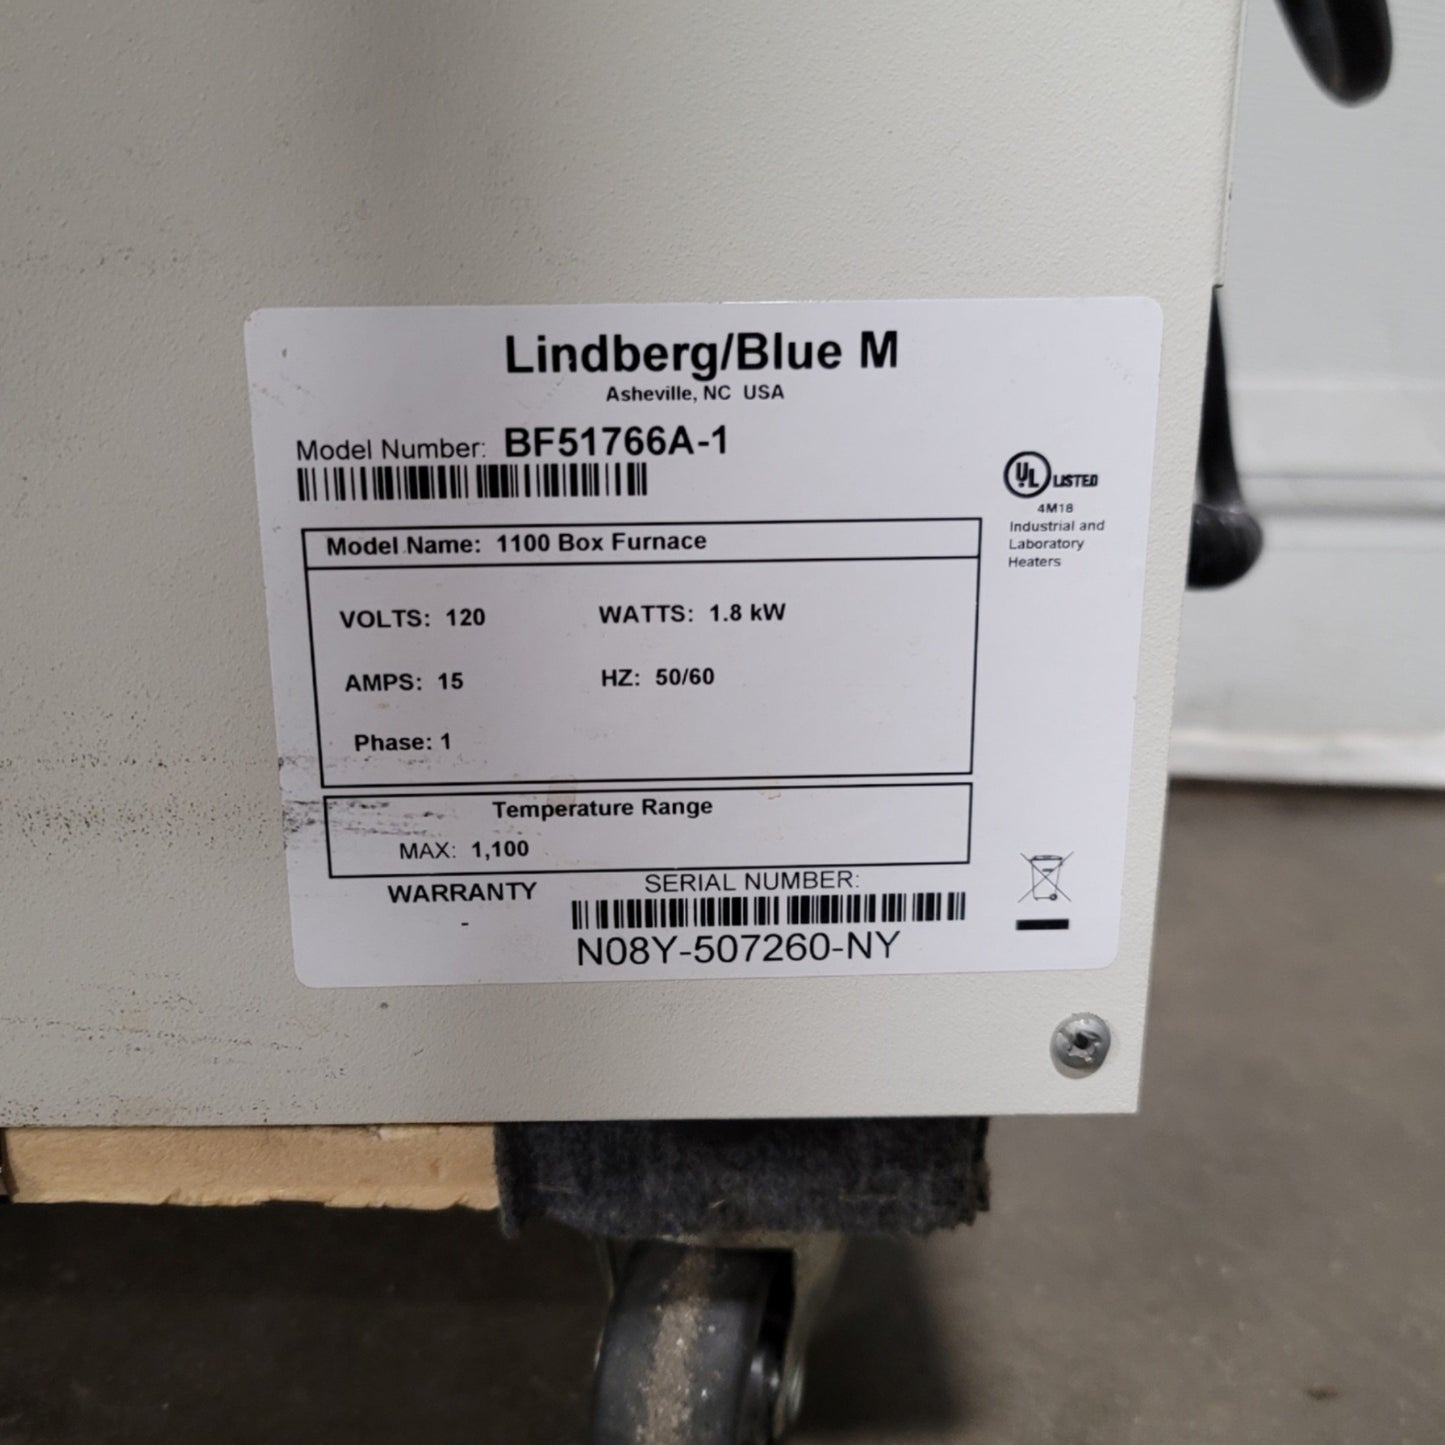 Lindberg/Blue M
Asheville, NC USA
Model Number: BF51766A-1
UL LISTED
4M18
Industrial and
Laboratory
Heaters
Model Name: 1100 Box Furnace
VOLTS: 120 WATTS: 1.8 kW
AMPS: 15 HZ: 50/60
Phase: 1
Temperature Range
MAX: 1,100
WARRANTY
-
SERIAL NUMBER:
N08Y-507260-NY